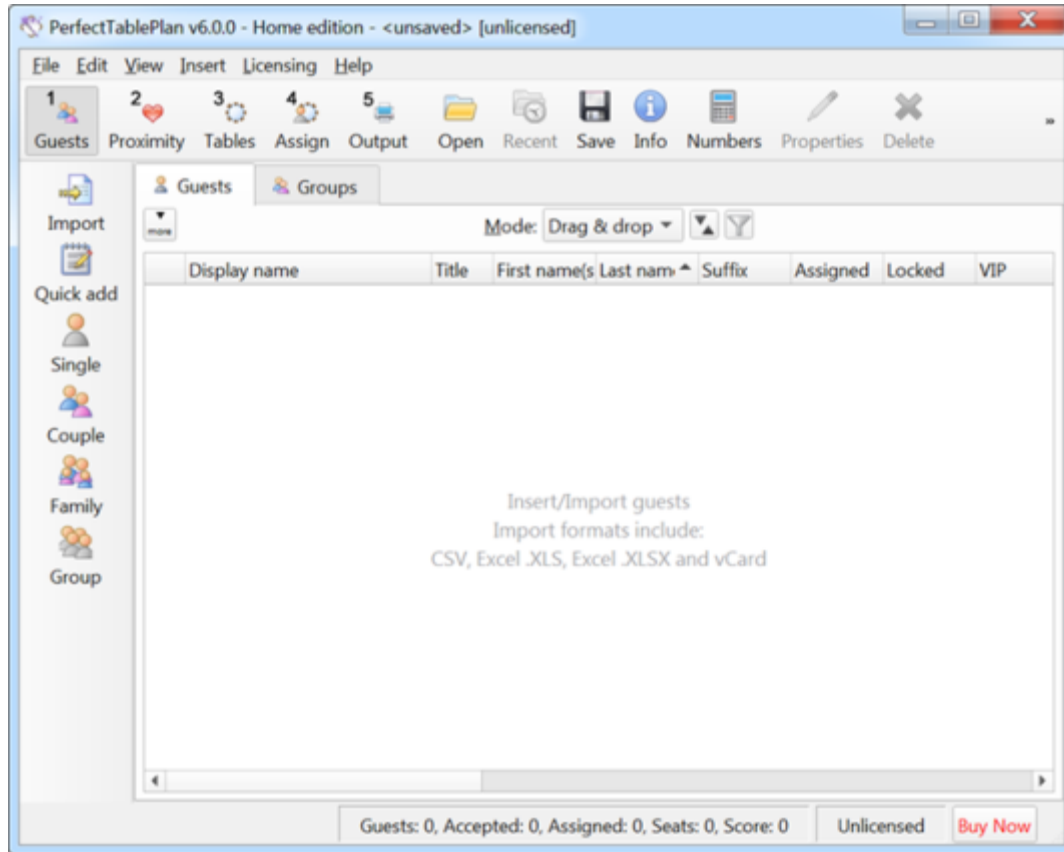 PerfectTablePlan v6.0.0 - Home edition - <unsaved> [unlicensed]
File Edit View Insert Licensing Help
1 2 3 4 5
Guests Proximity Tables Assign Output Open Recent Save Info Numbers Properties Delete »
Import
Quick add
Single
Couple
Family
Group
Guests Groups
more Mode: Drag & drop
Display name Title First name(s Last nam Suffix Assigned Locked VIP
Insert/Import guests
Import formats include:
CSV, Excel .XLS, Excel .XLSX and vCard
Guests: 0, Accepted: 0, Assigned: 0, Seats: 0, Score: 0 Unlicensed Buy Now